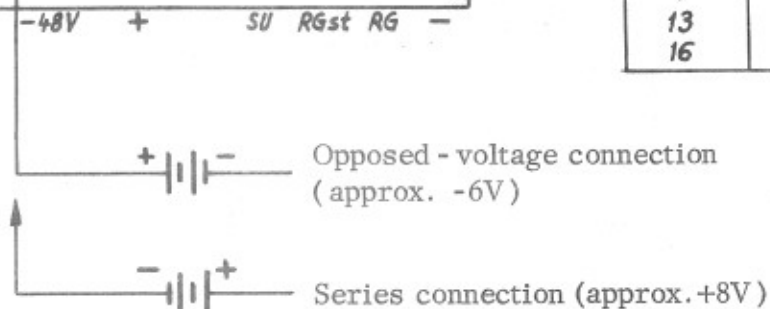 -48V + SU RGst RG -
13
16
+ - Opposed - voltage connection
(approx. -6V)
- + Series connection (approx. +8V)